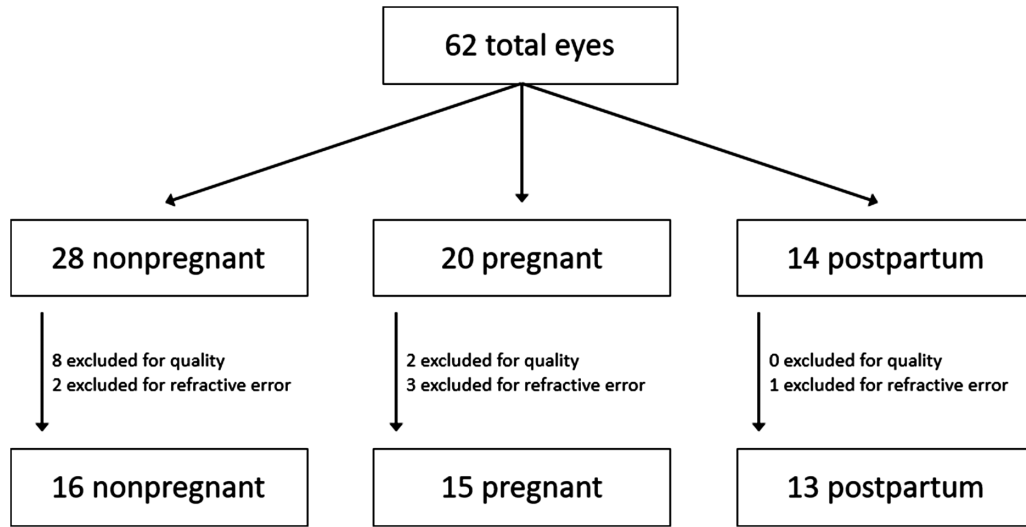 62 total eyes
28 nonpregnant
20 pregnant
14 postpartum
8 excluded for quality
2 excluded for refractive error
2 excluded for quality
3 excluded for refractive error
0 excluded for quality
1 excluded for refractive error
16 nonpregnant
15 pregnant
13 postpartum